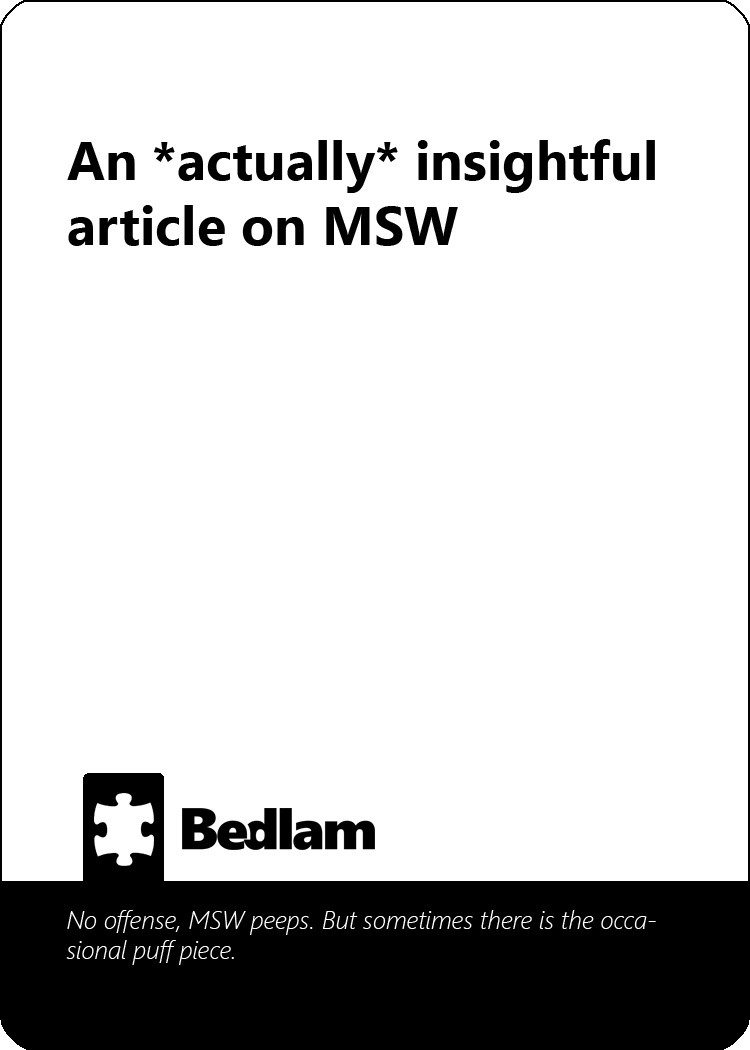 An *actually* insightful
article on MSW
Bedlam
No offense, MSW peeps. But sometimes there is the occa-
sional puff piece.